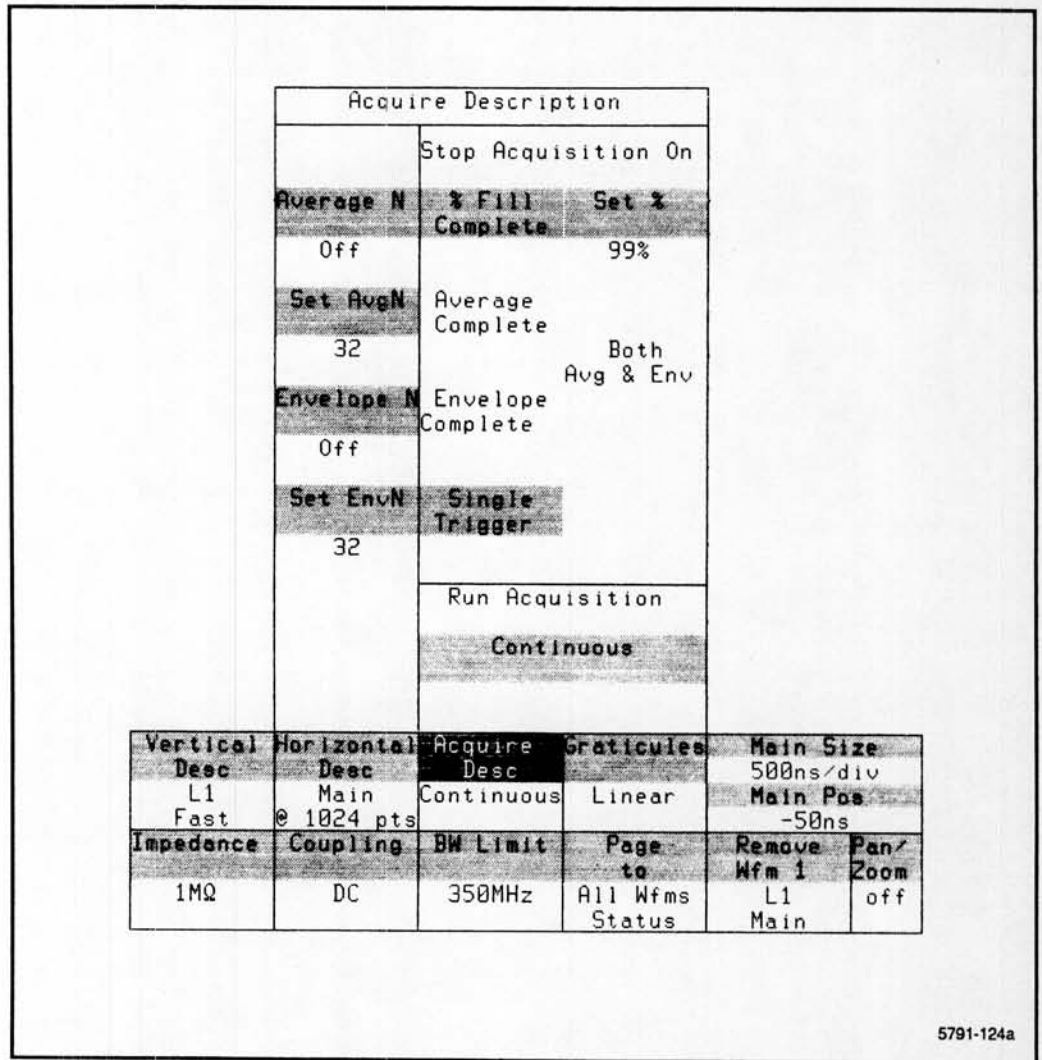 Acquire Description
Stop Acquisition On
Average N % Fill Set %
Complete
Off 99%
Set AvgN Average
Complete
32 Both
Avg & Env
Envelope N Envelope
Complete
Off
Set EnvN Single
Trigger
32
Run Acquisition
Continuous
Vertical Horizontal Acquire Graticules Main Size
Desc Desc Desc 500ns/div
L1 Main Continuous Linear Main Pos
Fast @ 1024 pts -50ns
Impedance Coupling BW Limit Page Remove Pan/
to Wfm 1 Zoom
1MΩ DC 350MHz All Wfms L1 off
Status Main
5791-124a